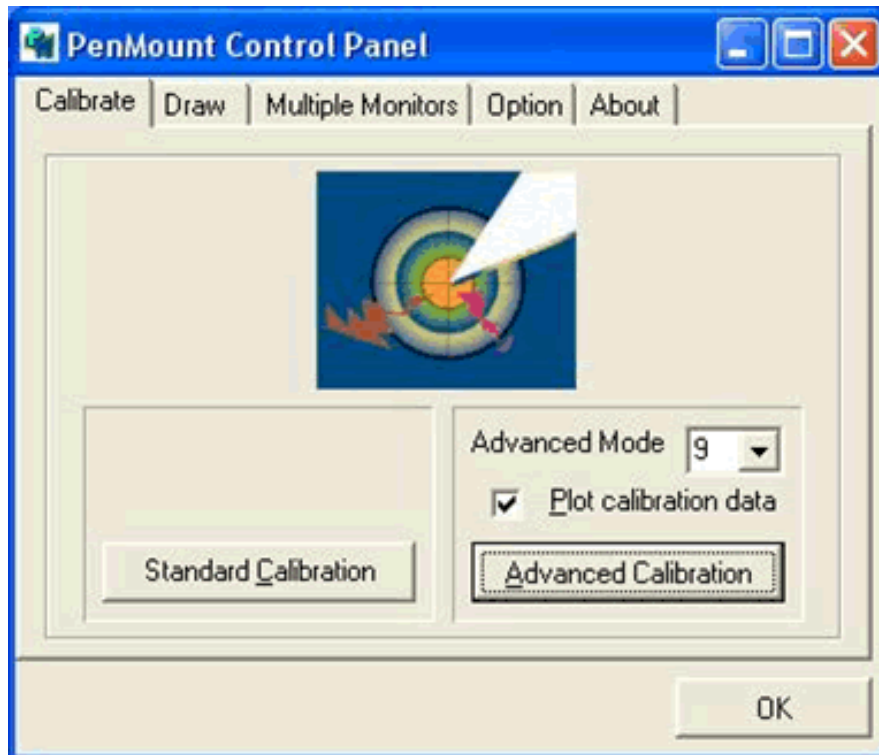 PenMount Control Panel
Calibrate Draw Multiple Monitors Option About
Advanced Mode 9
Plot calibration data
Standard Calibration Advanced Calibration
OK